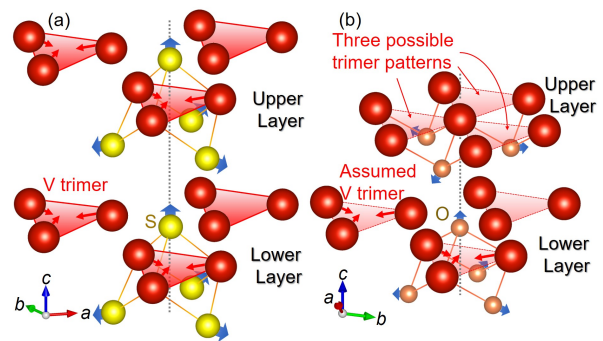 (a)
(b)
Three possible
trimer patterns
Upper
Layer
Upper
Layer
V trimer
S
Assumed
V trimer
O
Lower
Layer
Lower
Layer
c
b
a
c
a
b